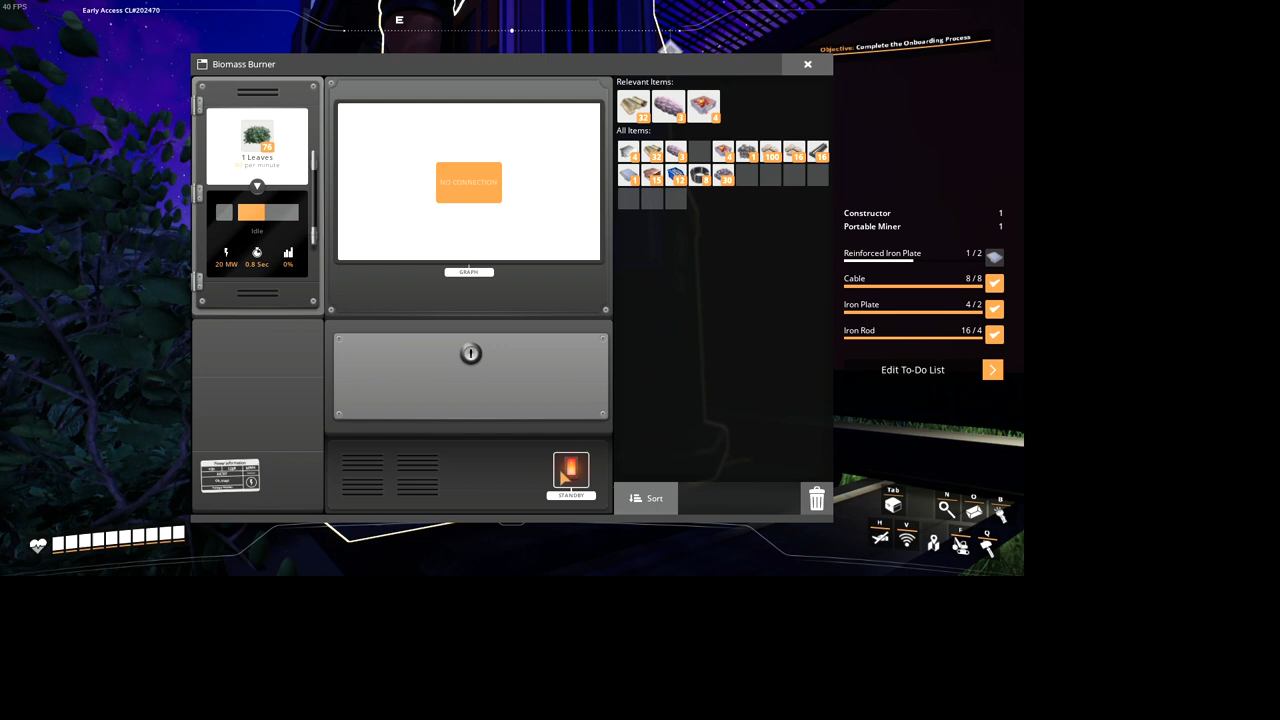 40 FPS
Early Access CL#202470
E
Objective: Complete the Onboarding Process
Biomass Burner
76
1 Leaves
per minute
Idle
20 MW
0.8 Sec
0%
NO CONNECTION
GRAPH
STANDBY
Relevant Items:
32 3 4
All Items:
4 32 3 4 1 100 16 16
1 15 12 8 30
Sort
Constructor 1
Portable Miner 1
Reinforced Iron Plate 1 / 2
Cable 8 / 8
Iron Plate 4 / 2
Iron Rod 16 / 4
Edit To-Do List
Tab N O B
H V F Q